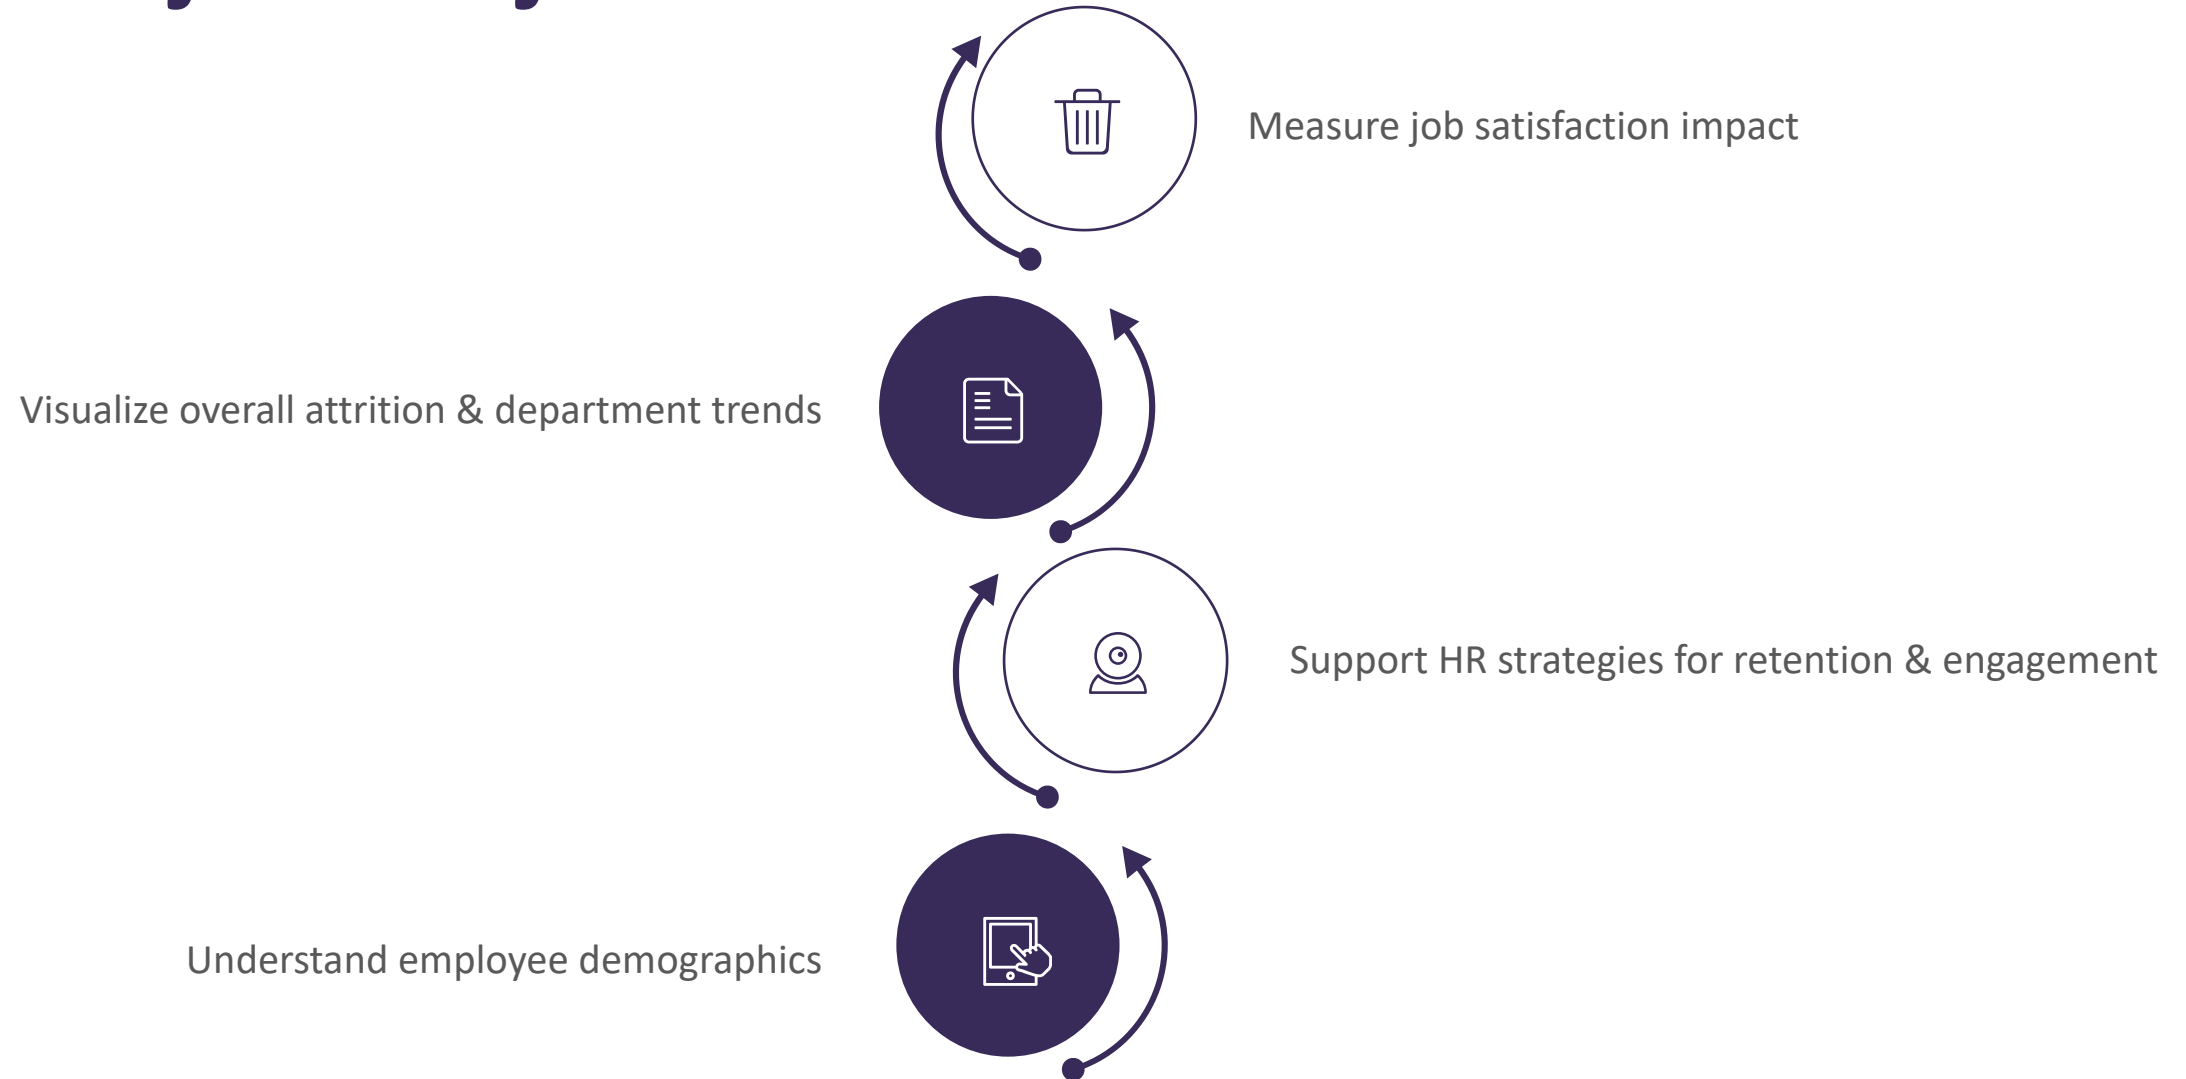 Measure job satisfaction impact
Visualize overall attrition & department trends
Support HR strategies for retention & engagement
Understand employee demographics